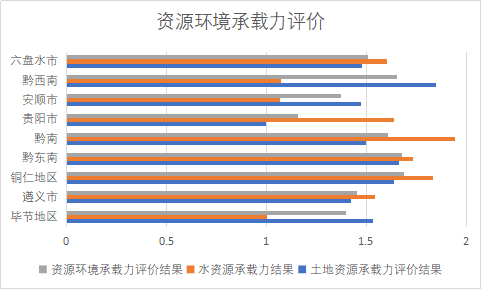 资源环境承载力评价
六盘水市
黔西南
安顺市
贵阳市
黔南
黔东南
铜仁地区
遵义市
毕节地区
0 0.5 1 1.5 2
资源环境承载力评价结果 水资源承载力结果 土地资源承载力评价结果